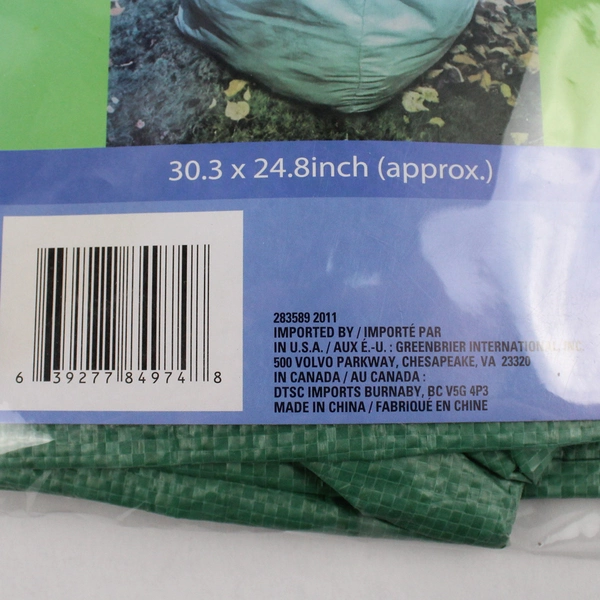 30.3 x 24.8inch (approx.)
283589 2011
IMPORTED BY / IMPORTÉ PAR
IN U.S.A. / AUX É.-U. : GREENBRIER INTERNATIONAL, INC.
500 VOLVO PARKWAY, CHESAPEAKE, VA 23320
IN CANADA / AU CANADA :
DTSC IMPORTS BURNABY, BC V5G 4P3
MADE IN CHINA / FABRIQUÉ EN CHINE
6 39277 84974 8